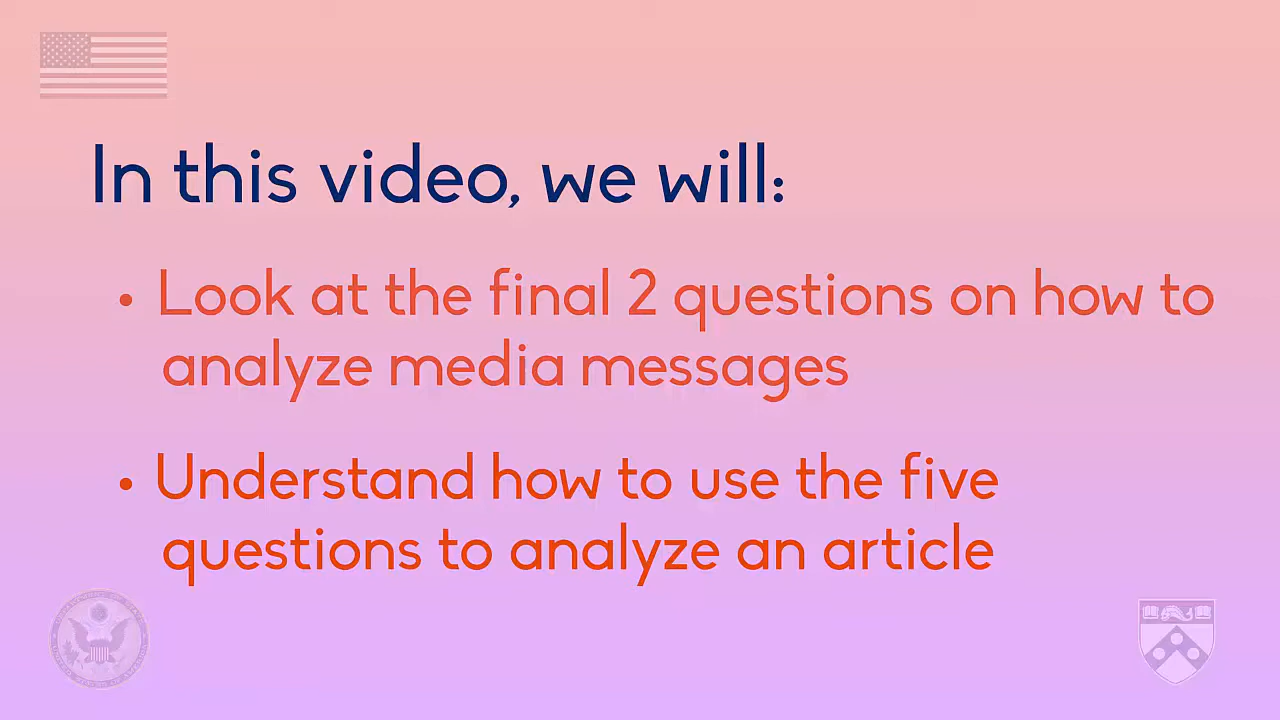 In this video, we will:
• Look at the final 2 questions on how to
analyze media messages
• Understand how to use the five
questions to analyze an article